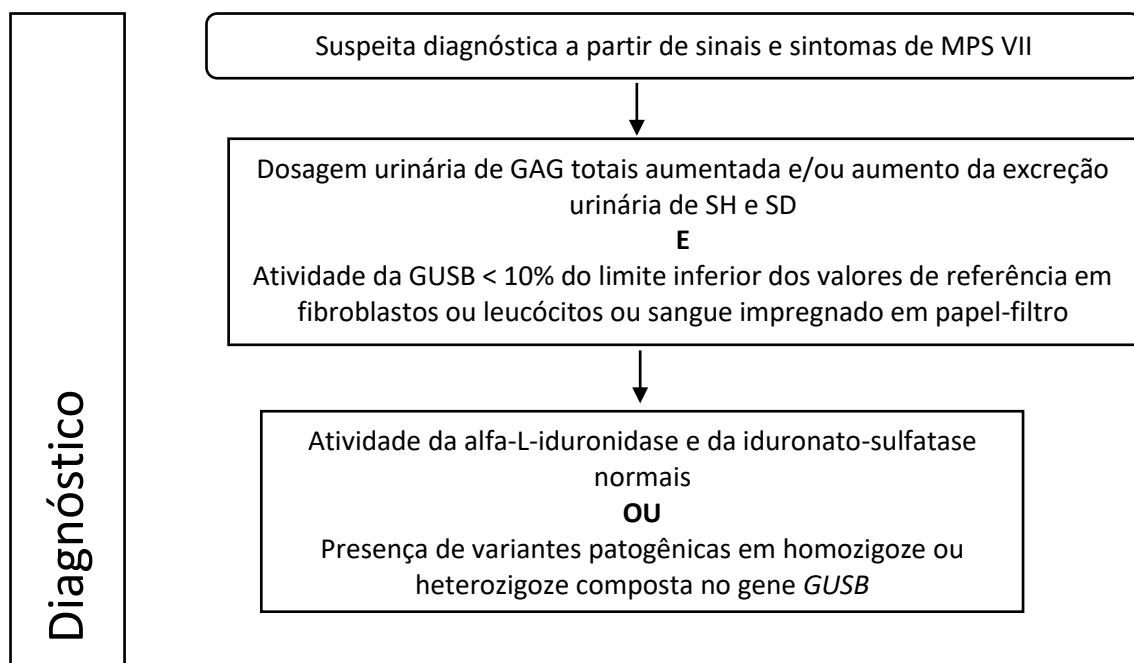 Diagnóstico
Suspeita diagnóstica a partir de sinais e sintomas de MPS VII
Dosagem urinária de GAG totais aumentada e/ou aumento da excreção
urinária de SH e SD
E
Atividade da GUSB < 10% do limite inferior dos valores de referência em
fibroblastos ou leucócitos ou sangue impregnado em papel-filtro
Atividade da alfa-L-iduronidase e da iduronato-sulfatase
normais
OU
Presença de variantes patogênicas em homozigoze ou
heterozigoze composta no gene GUSB